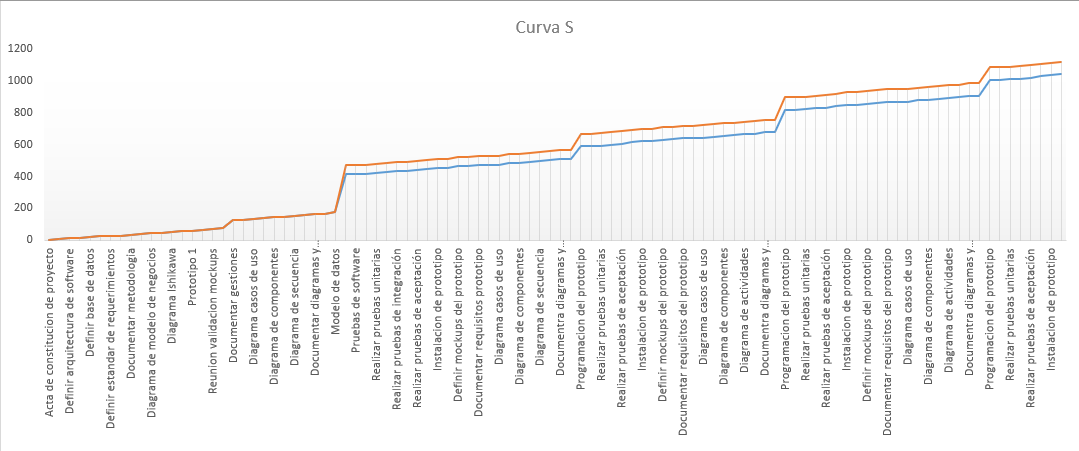 Curva S
1200
1000
800
600
400
200
0
Acta de constitucion de proyecto
Definir arquitectura de software
Definir base de datos
Definir estandar de requerimientos
Documentar metodologia
Diagrama de modelo de negocios
Diagrama Ishikawa
Prototipo 1
Reunion validacion mockups
Documentar gestiones
Diagrama casos de uso
Diagrama de componentes
Diagrama de secuencia
Documentar diagramas y...
Modelo de datos
Pruebas de software
Realizar pruebas unitarias
Realizar pruebas de integración
Realizar pruebas de aceptación
Instalacion de prototipo
Definir mockups del prototipo
Documentar requisitos prototipo
Diagrama casos de uso
Diagrama de componentes
Diagrama de secuencia
Documentra diagramas y...
Programacion del prototipo
Realizar pruebas unitarias
Realizar pruebas de aceptación
Instalacion de prototipo
Definir mockups del prototipo
Documentar requisitos del prototipo
Diagrama casos de uso
Diagrama de componentes
Diagrama de actividades
Documentra diagramas y...
Programacion del prototipo
Realizar pruebas unitarias
Realizar pruebas de aceptación
Instalacion de prototipo
Definir mockups del prototipo
Documentar requisitos del prototipo
Diagrama casos de uso
Diagrama de componentes
Diagrama de actividades
Documentra diagramas y...
Programacion del prototipo
Realizar pruebas unitarias
Realizar pruebas de aceptación
Instalacion de prototipo